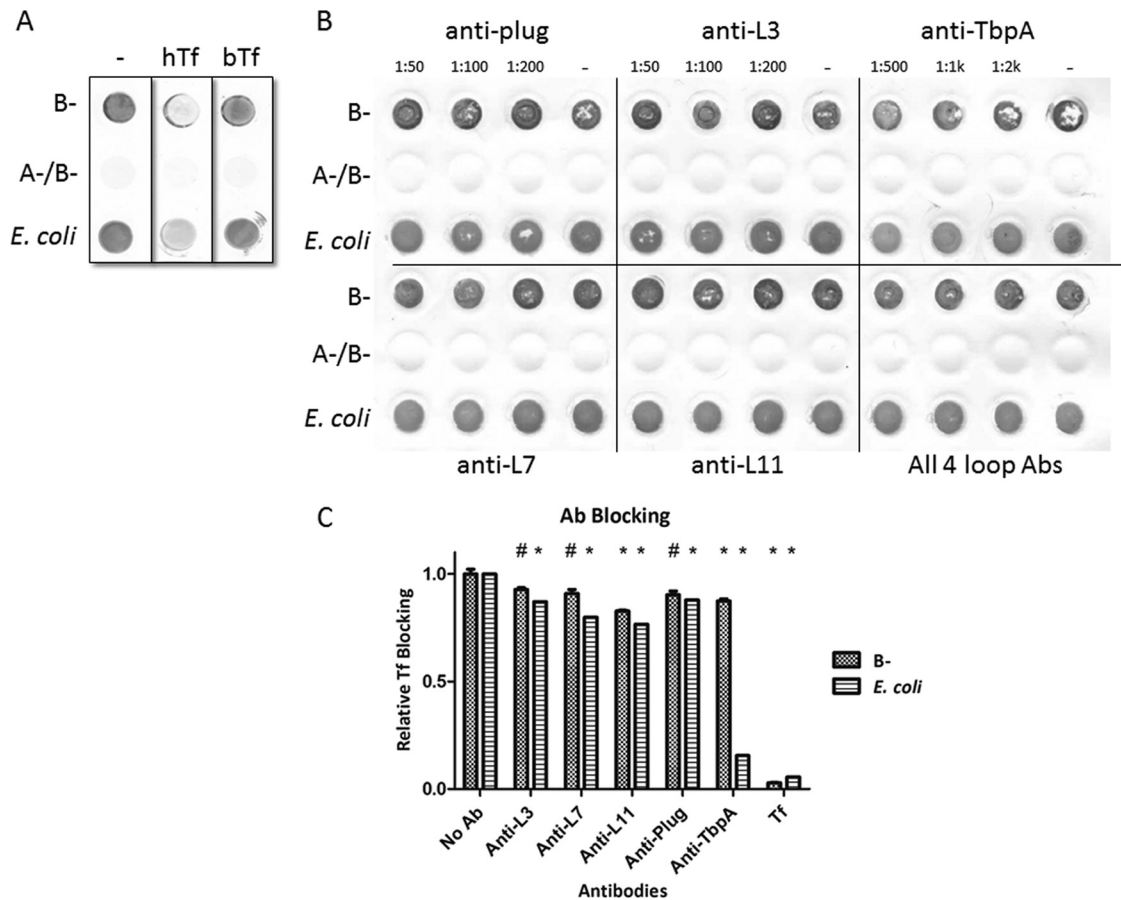 A
- hTf bTf
B-
A-/B-
E. coli
B
anti-plug anti-L3 anti-TbpA
1:50 1:100 1:200 – 1:50 1:100 1:200 – 1:500 1:1k 1:2k –
B-
A-/B-
E. coli
B-
A-/B-
E. coli
anti-L7 anti-L11 All 4 loop Abs
C
Ab Blocking
# * # * * * # * * * * *
1.0
0.5
0.0
Relative Tf Blocking
B-
E. coli
No Ab Anti-L3 Anti-L7 Anti-L11 Anti-Plug Anti-TbpA Tf
Antibodies